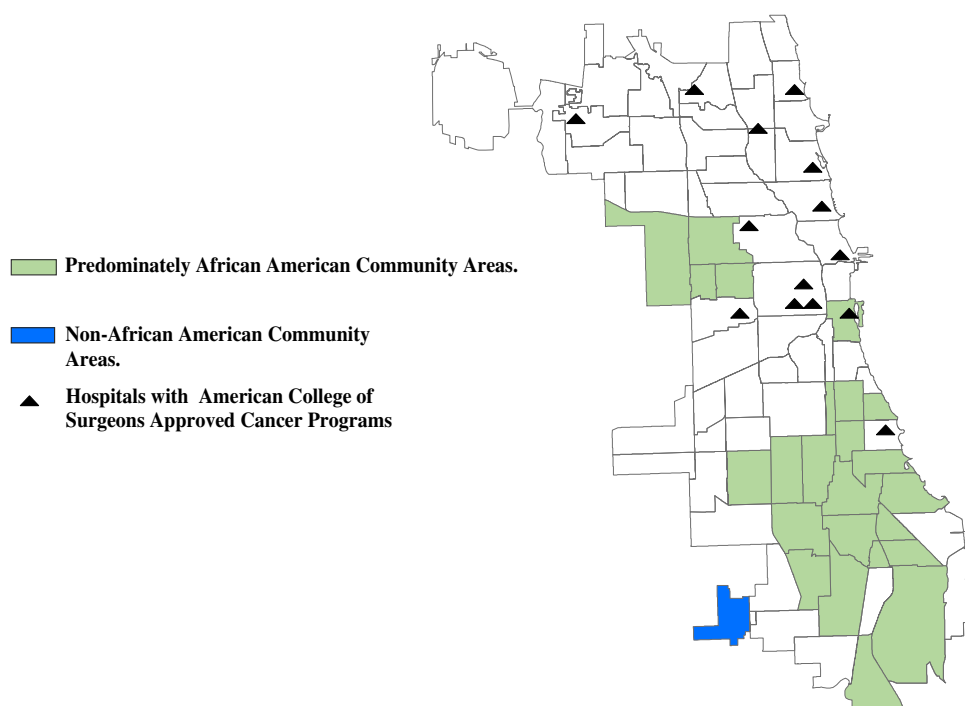 Predominately African American Community Areas.
Non-African American Community
Areas.
Hospitals with American College of
Surgeons Approved Cancer Programs